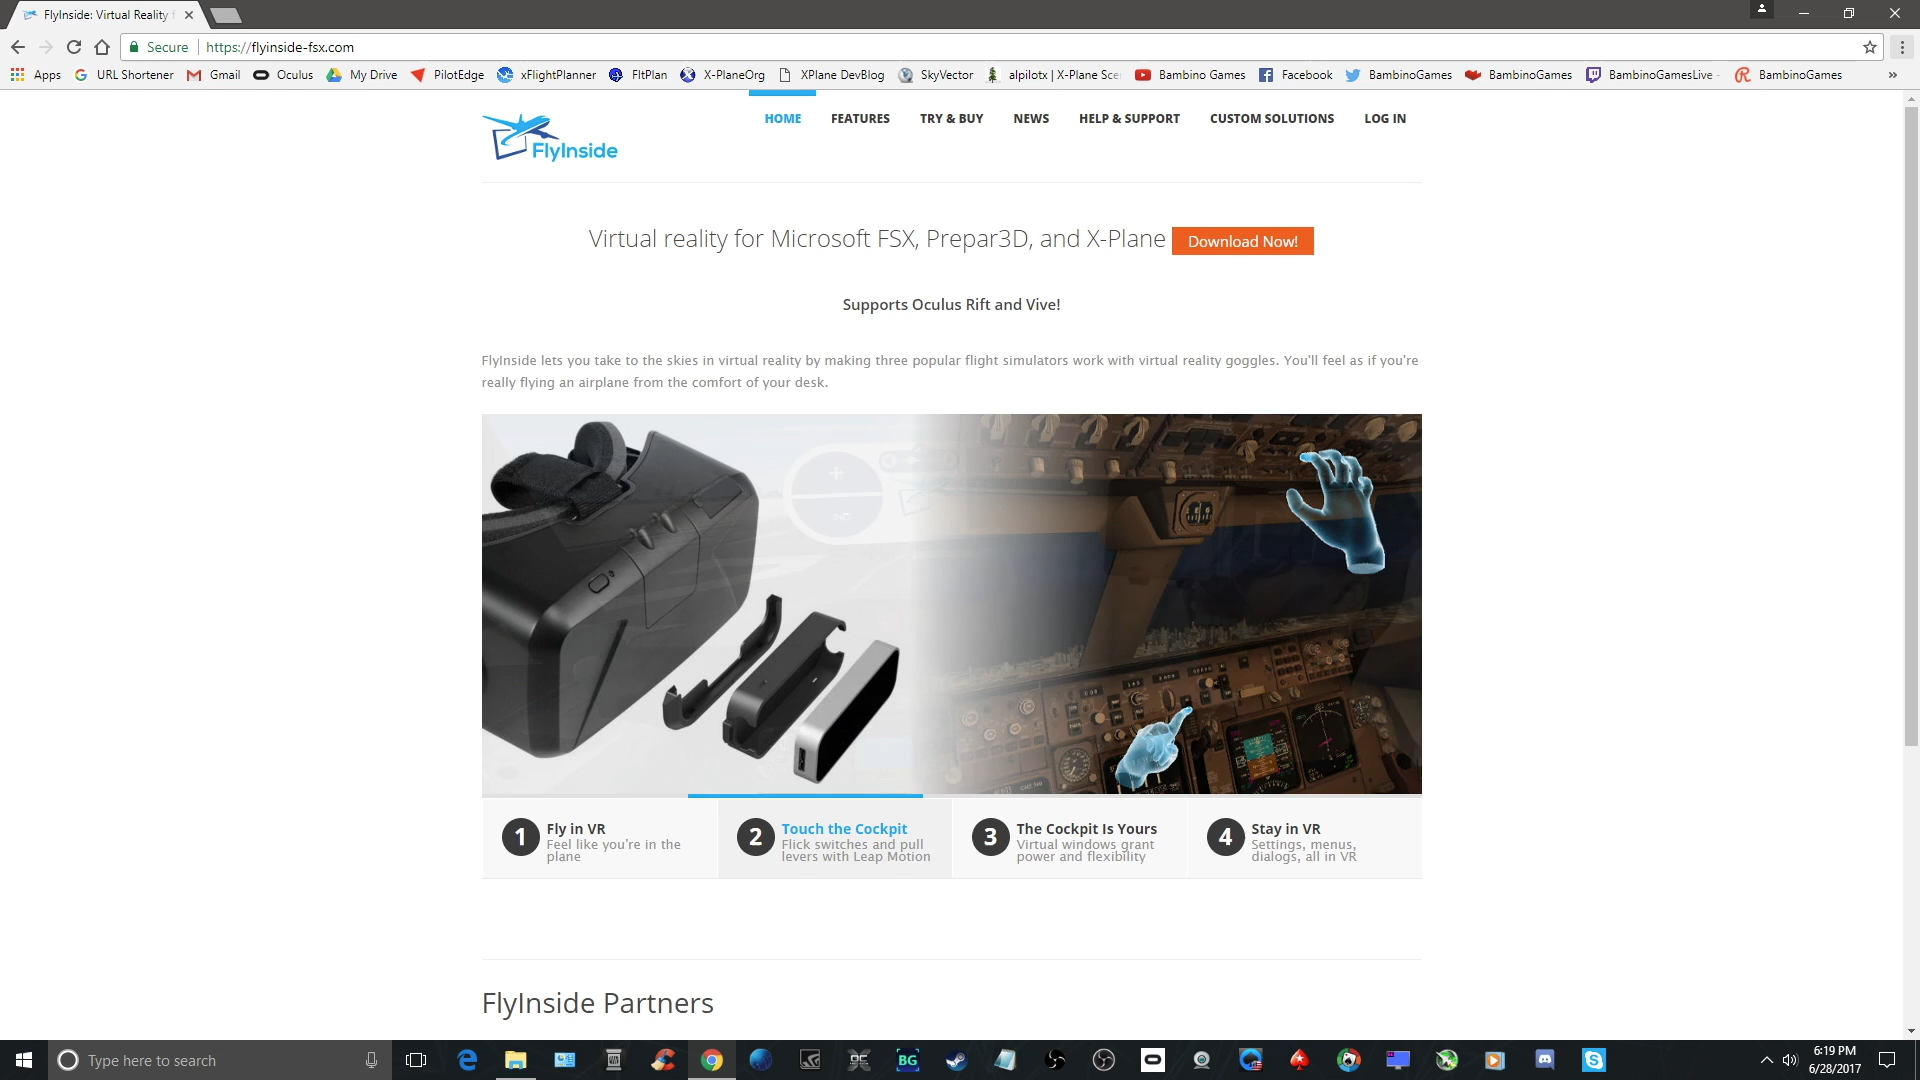 FlyInside: Virtual Reality
Secure
https://flyinside-fsx.com
Apps
URL Shortener
Gmail
Oculus
My Drive
PilotEdge
xFlightPlanner
FltPlan
X-PlaneOrg
XPlane DevBlog
SkyVector
alpilotx | X-Plane Sce
Bambino Games
Facebook
BambinoGames
BambinoGames
BambinoGamesLive -
BambinoGames
»
FlyInside
HOME
FEATURES
TRY & BUY
NEWS
HELP & SUPPORT
CUSTOM SOLUTIONS
LOG IN
Virtual reality for Microsoft FSX, Prepar3D, and X-Plane
Download Now!
Supports Oculus Rift and Vive!
FlyInside lets you take to the skies in virtual reality by making three popular flight simulators work with virtual reality goggles. You'll feel as if you're
really flying an airplane from the comfort of your desk.
1
Fly in VR
Feel like you're in the
plane
2
Touch the Cockpit
Flick switches and pull
levers with Leap Motion
3
The Cockpit Is Yours
Virtual windows grant
power and flexibility
4
Stay in VR
Settings, menus,
dialogs, all in VR
FlyInside Partners
Type here to search
BG
6:19 PM
6/28/2017